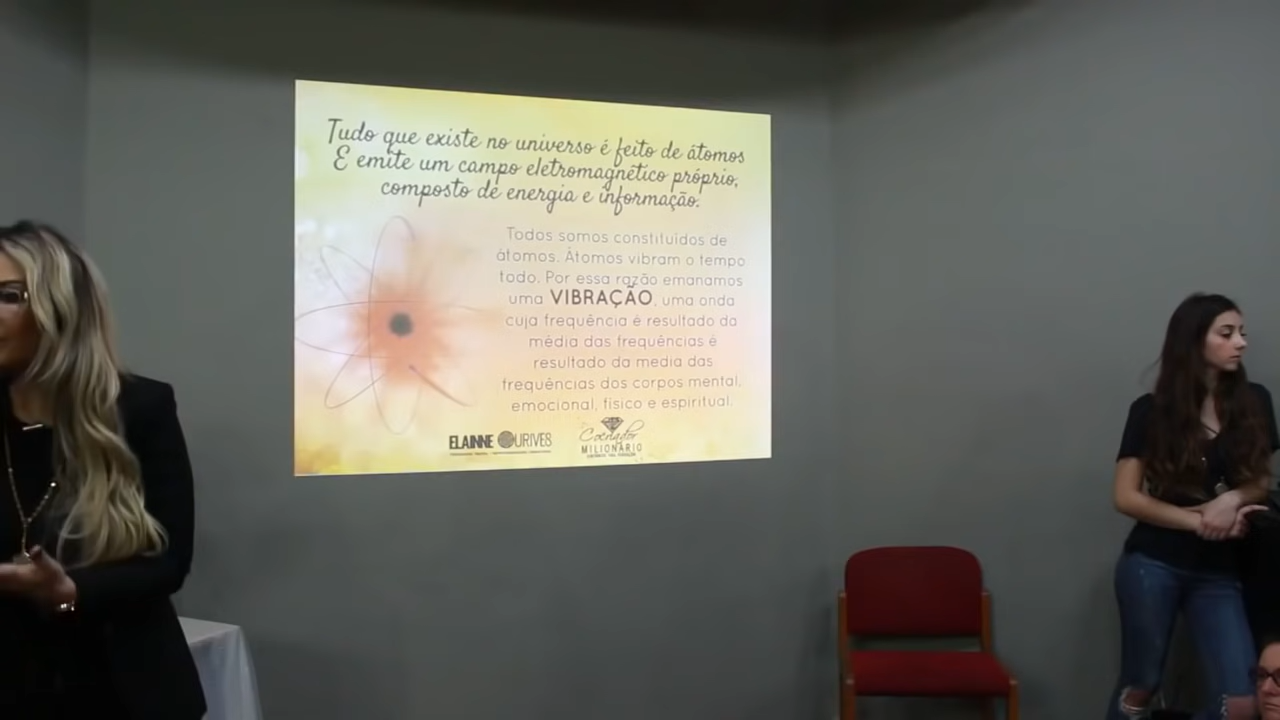 Tudo que existe no universo é feito de átomos
E emite um campo eletromagnético próprio,
composto de energia e informação.
Todos somos constituídos de
átomos. Átomos vibram o tempo
todo. Por essa razão emanamos
uma VIBRAÇÃO, uma onda
cuja frequência é resultado da
média das frequências é
resultado da media das
frequências dos corpos mental,
emocional, físico e espiritual.
ELAINNE OURIVES
Cocriador
MILIONÁRIO